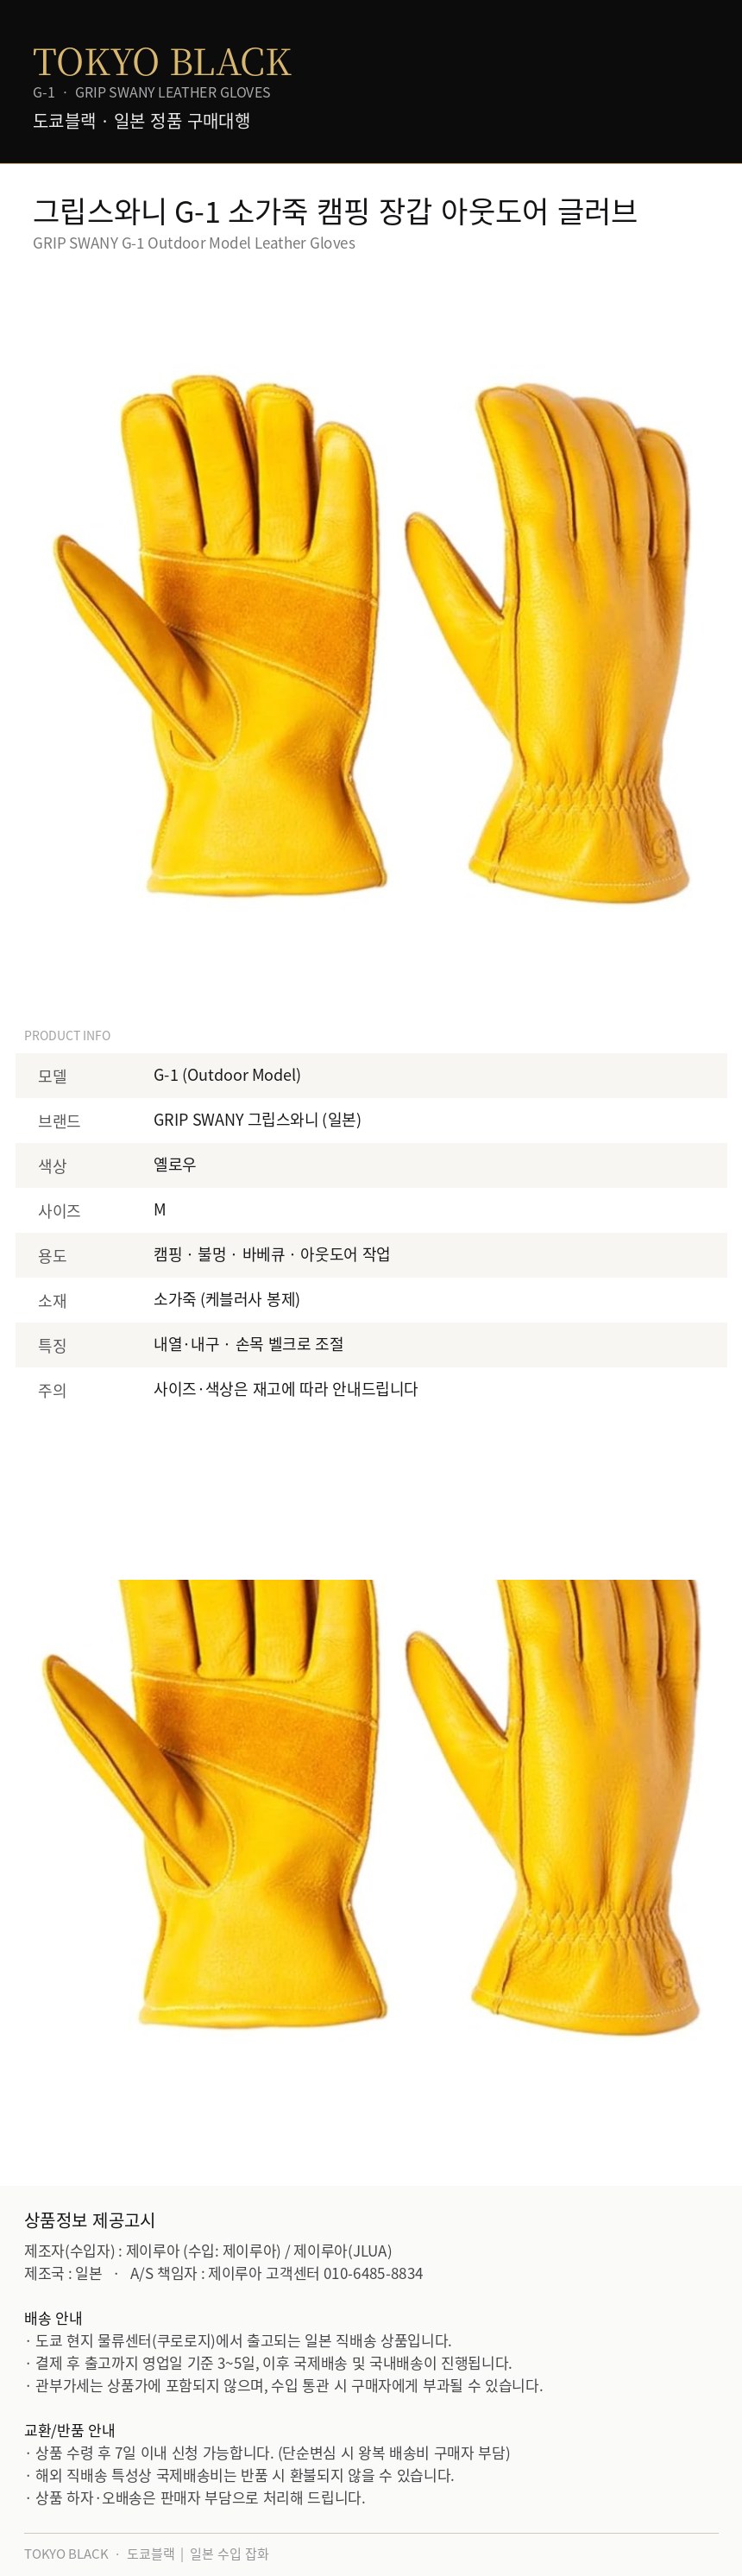 TOKYO BLACK
G-1 · GRIP SWANY LEATHER GLOVES
도쿄블랙 · 일본 정품 구매대행
그립스와니 G-1 소가죽 캠핑 장갑 아웃도어 글러브
GRIP SWANY G-1 Outdoor Model Leather Gloves
PRODUCT INFO
모델 G-1 (Outdoor Model)
브랜드 GRIP SWANY 그립스와니 (일본)
색상 옐로우
사이즈 M
용도 캠핑 · 불멍 · 바베큐 · 아웃도어 작업
소재 소가죽 (케블러사 봉제)
특징 내열·내구 · 손목 벨크로 조절
주의 사이즈·색상은 재고에 따라 안내드립니다
상품정보 제공고시
제조자(수입자) : 제이루아 (수입: 제이루아) / 제이루아(JLUA)
제조국 : 일본 · A/S 책임자 : 제이루아 고객센터 010-6485-8834
배송 안내
· 도쿄 현지 물류센터(쿠로로지)에서 출고되는 일본 직배송 상품입니다.
· 결제 후 출고까지 영업일 기준 3~5일, 이후 국제배송 및 국내배송이 진행됩니다.
· 관부가세는 상품가에 포함되지 않으며, 수입 통관 시 구매자에게 부과될 수 있습니다.
교환/반품 안내
· 상품 수령 후 7일 이내 신청 가능합니다. (단순변심 시 왕복 배송비 구매자 부담)
· 해외 직배송 특성상 국제배송비는 반품 시 환불되지 않을 수 있습니다.
· 상품 하자·오배송은 판매자 부담으로 처리해 드립니다.
TOKYO BLACK · 도쿄블랙 | 일본 수입 잡화